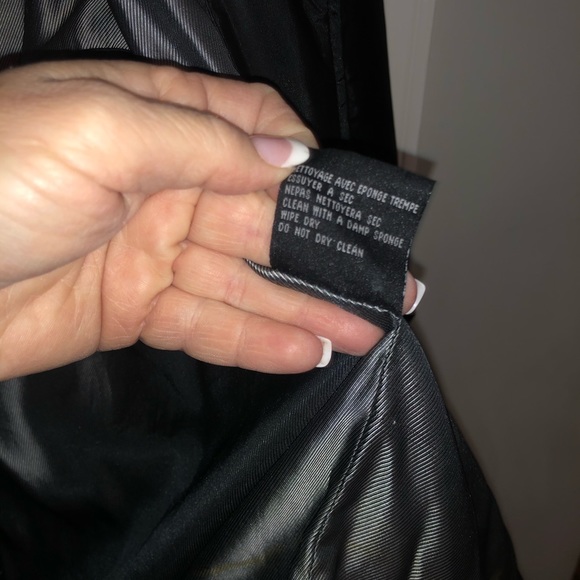 NETTOYAGE AVEC EPONGE TREMPE
ESSUYER A SEC
NEPAS NETTOYERA SEC
CLEAN WITH A DAMP SPONGE
WIPE DRY
DO NOT DRY CLEAN